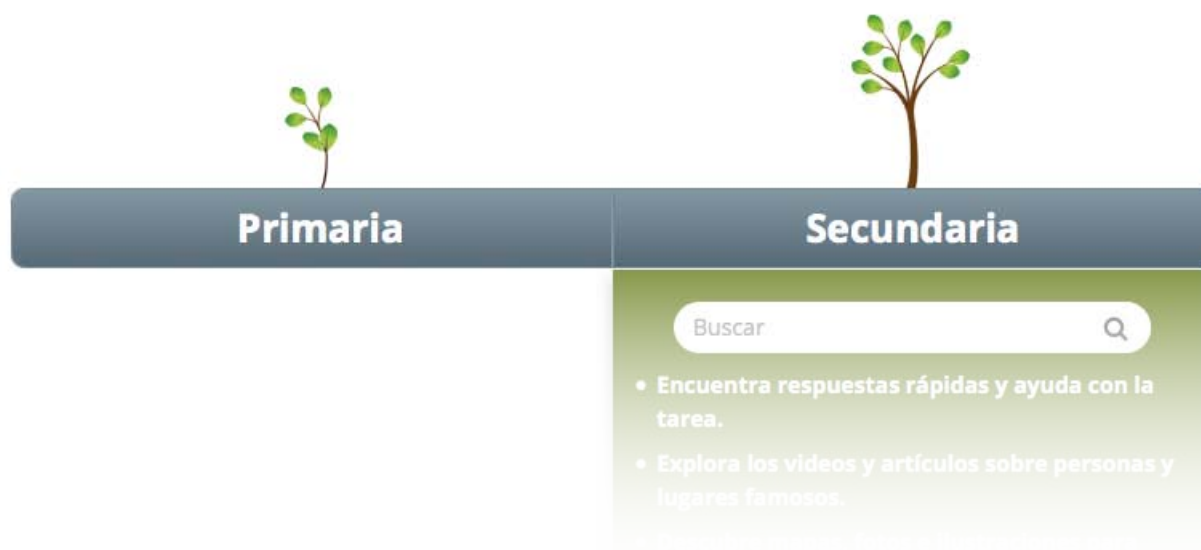 Primaria
Secundaria
Buscar
• Encuentra respuestas rápidas y ayuda con la
tarea.
• Explora los videos y artículos sobre personas y
lugares famosos.